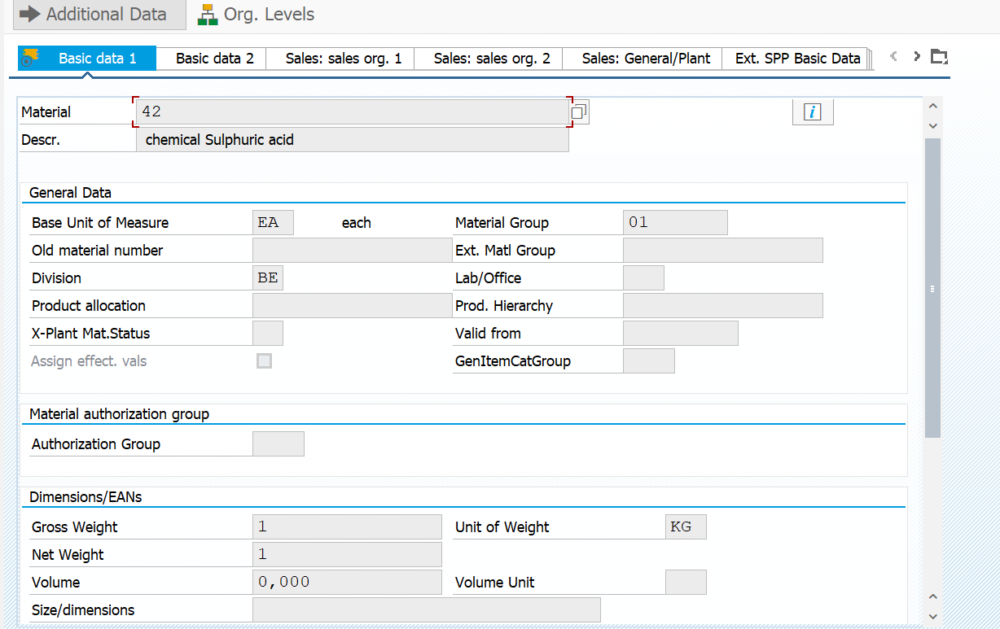 Additional Data Org. Levels
Basic data 1 Basic data 2 Sales: sales org. 1 Sales: sales org. 2 Sales: General/Plant Ext. SPP Basic Data
Material 42 i
Descr. chemical Sulphuric acid
General Data
Base Unit of Measure EA each Material Group 01
Old material number Ext. Matl Group
Division BE Lab/Office
Product allocation Prod. Hierarchy
X-Plant Mat.Status Valid from
Assign effect. vals GenItemCatGroup
Material authorization group
Authorization Group
Dimensions/EANs
Gross Weight 1 Unit of Weight KG
Net Weight 1
Volume 0,000 Volume Unit
Size/dimensions